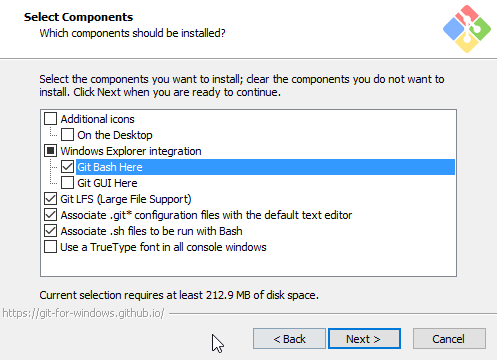 Select Components
Which components should be installed?
Select the components you want to install; clear the components you do not want to
install. Click Next when you are ready to continue.
Additional icons
On the Desktop
Windows Explorer integration
Git Bash Here
Git GUI Here
Git LFS (Large File Support)
Associate .git* configuration files with the default text editor
Associate .sh files to be run with Bash
Use a TrueType font in all console windows
Current selection requires at least 212.9 MB of disk space.
https://git-for-windows.github.io/
< Back
Next >
Cancel